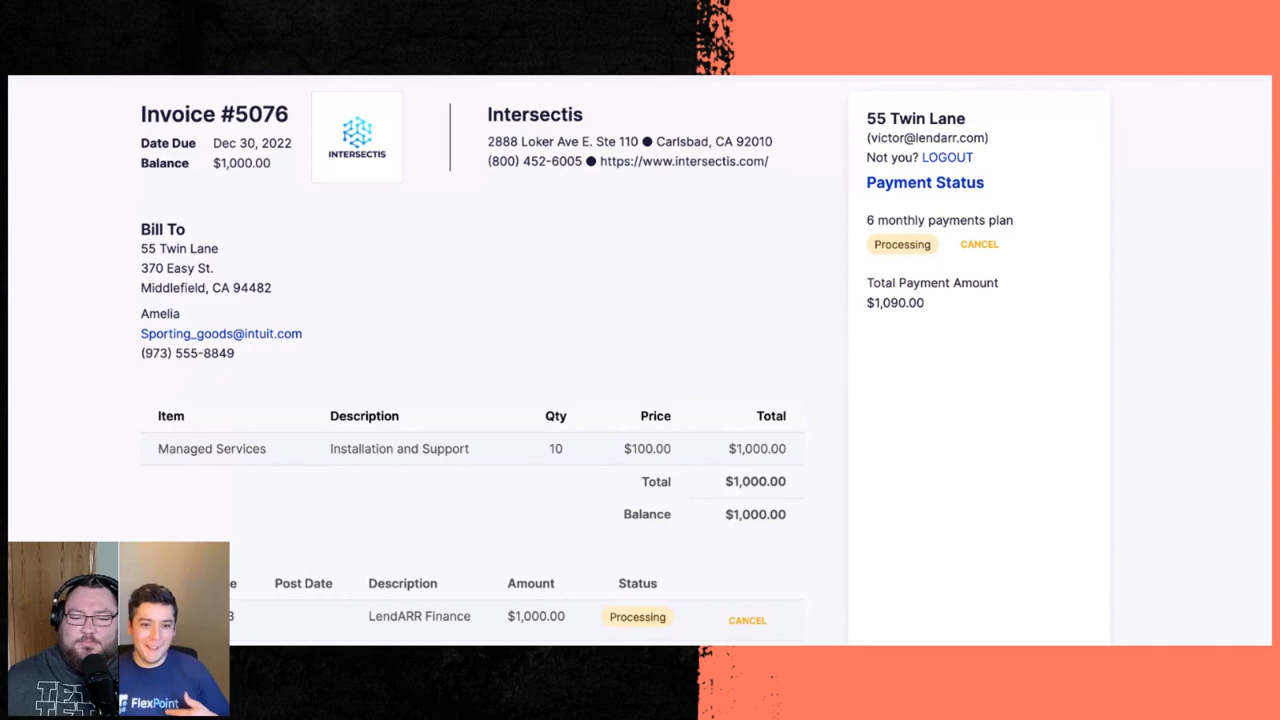 Invoice #5076
Date Due Dec 30, 2022
Balance $1,000.00
INTERSECTIS
Intersectis
2888 Loker Ave E. Ste 110 ● Carlsbad, CA 92010
(800) 452-6005 ● https://www.intersectis.com/
55 Twin Lane
(victor@lendarr.com)
Not you? LOGOUT
Payment Status
6 monthly payments plan
Processing CANCEL
Total Payment Amount
$1,090.00
Bill To
55 Twin Lane
370 Easy St.
Middlefield, CA 94482
Amelia
Sporting_goods@intuit.com
(973) 555-8849
Item Description Qty Price Total
Managed Services Installation and Support 10 $100.00 $1,000.00
Total $1,000.00
Balance $1,000.00
e Post Date Description Amount Status
3 LendARR Finance $1,000.00 Processing CANCEL
FlexPoint